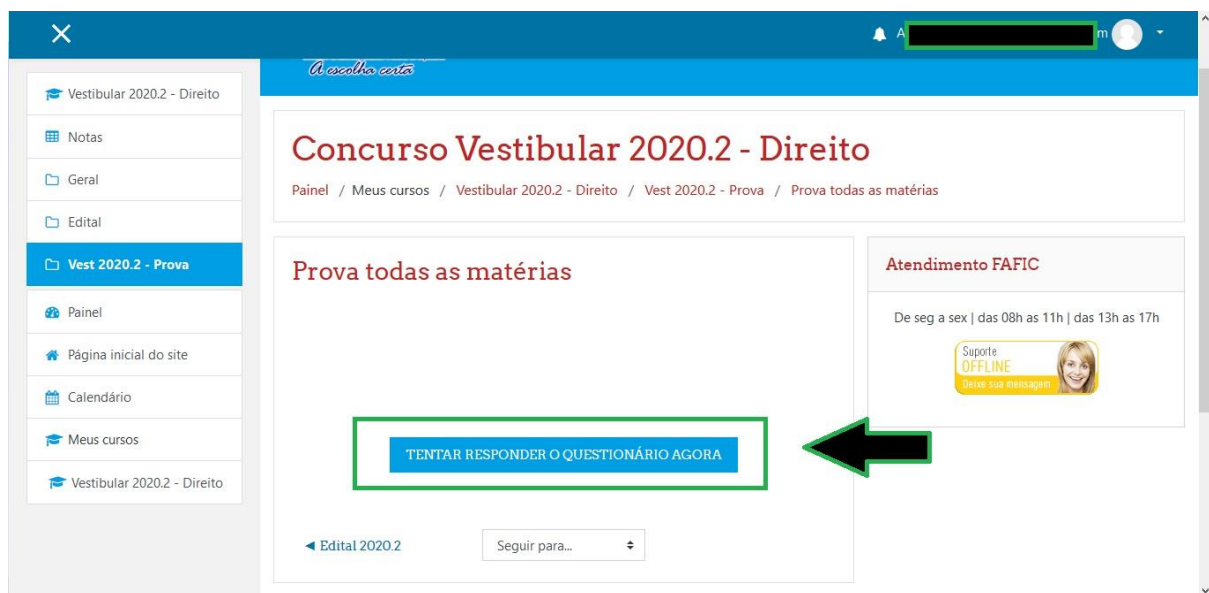 A
m
A escolha certa
Vestibular 2020.2 - Direito
Notas
Geral
Edital
Vest 2020.2 - Prova
Painel
Página inicial do site
Calendário
Meus cursos
Vestibular 2020.2 - Direito
Concurso Vestibular 2020.2 - Direito
Painel / Meus cursos / Vestibular 2020.2 - Direito / Vest 2020.2 - Prova / Prova todas as matérias
Prova todas as matérias
TENTAR RESPONDER O QUESTIONÁRIO AGORA
◄ Edital 2020.2
Seguir para...
Atendimento FAFIC
De seg a sex | das 08h as 11h | das 13h as 17h
Suporte
OFFLINE
Deixe sua mensagem